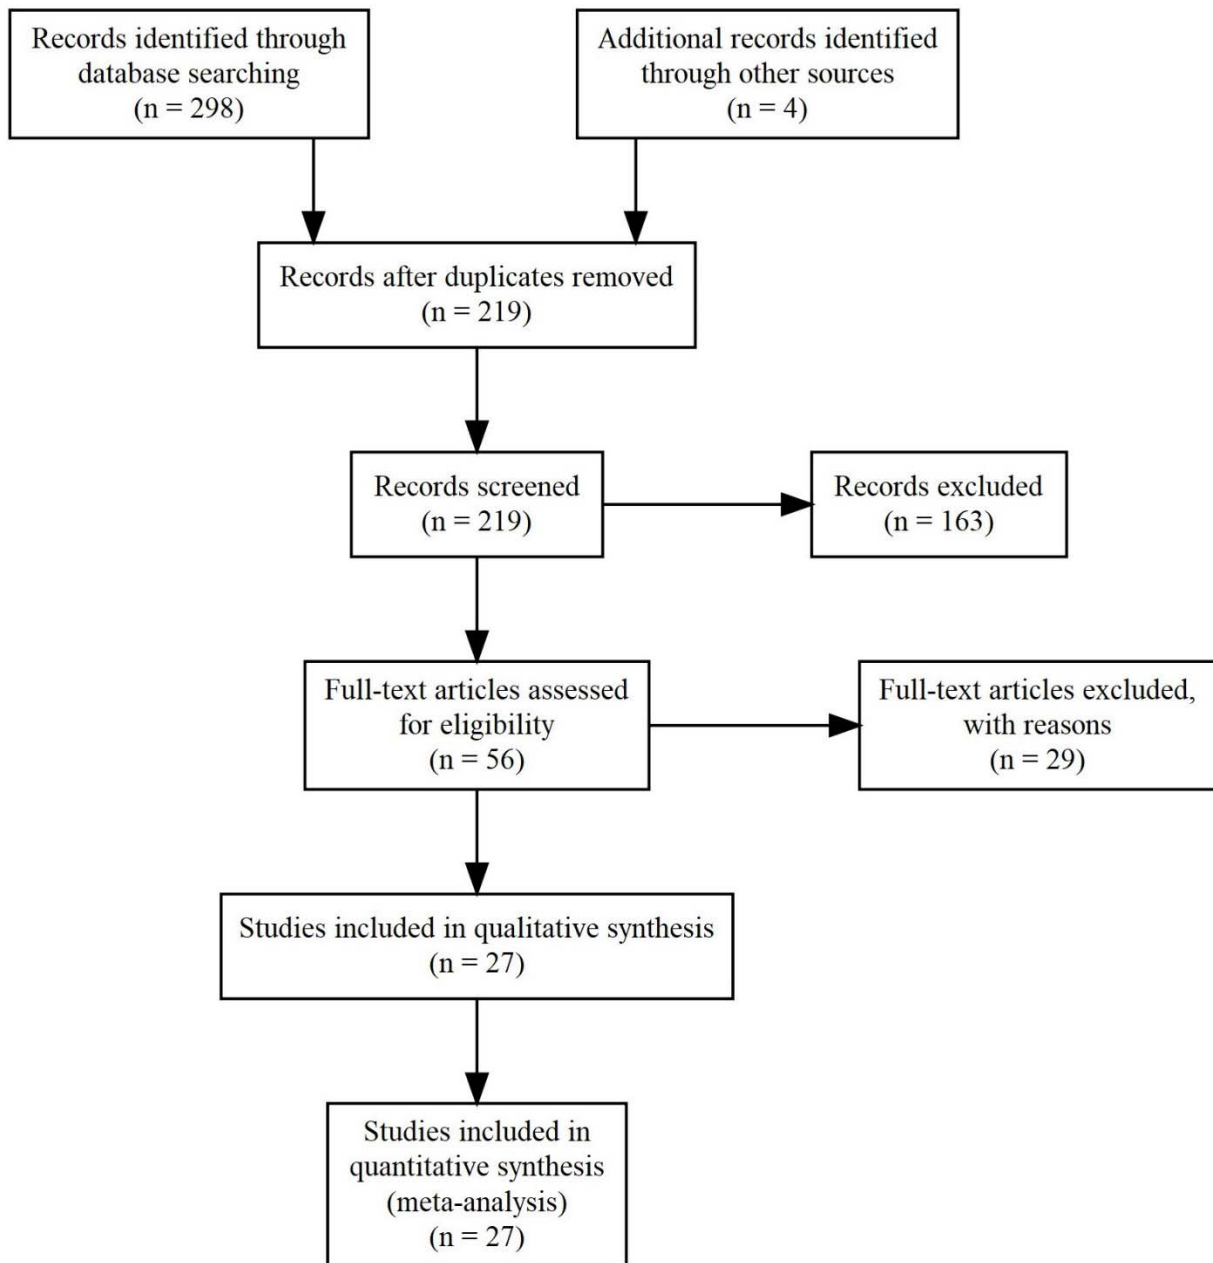 Records identified through
database searching
(n = 298)
Additional records identified
through other sources
(n = 4)
Records after duplicates removed
(n = 219)
Records screened
(n = 219)
Records excluded
(n = 163)
Full-text articles assessed
for eligibility
(n = 56)
Full-text articles excluded,
with reasons
(n = 29)
Studies included in qualitative synthesis
(n = 27)
Studies included in
quantitative synthesis
(meta-analysis)
(n = 27)